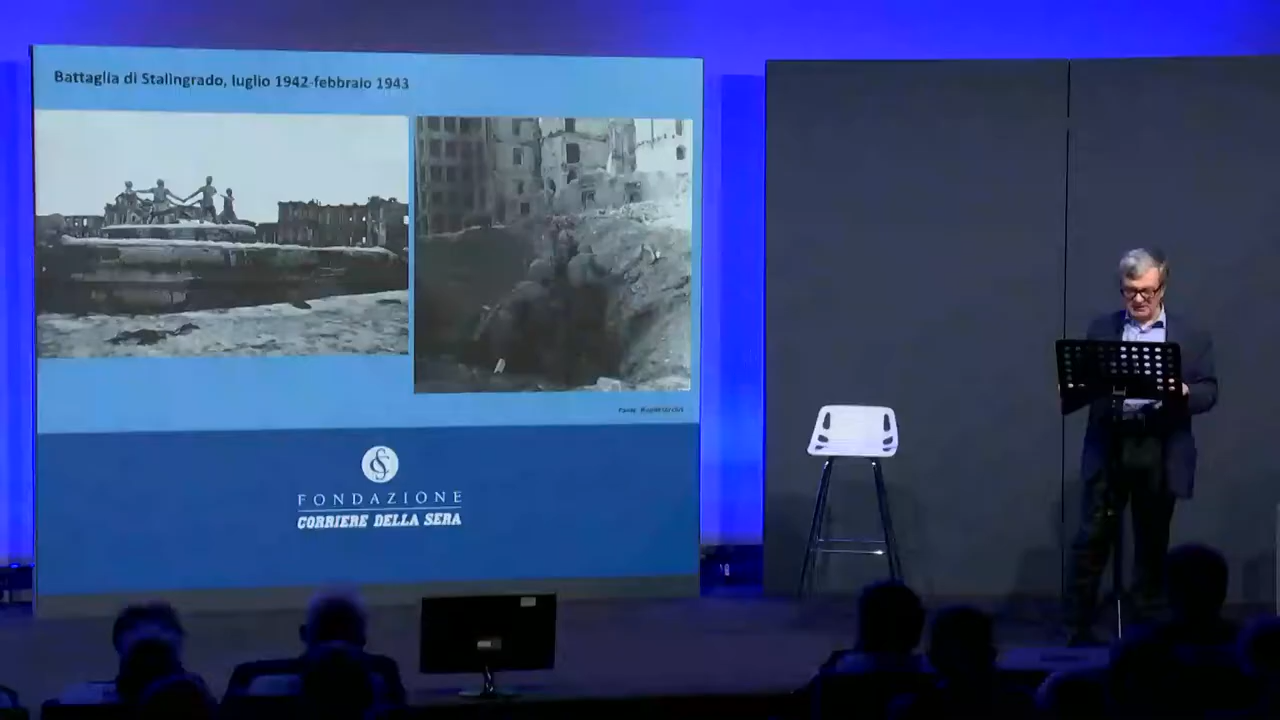 Battaglia di Stalingrado, luglio 1942-febbraio 1943
FONDAZIONE
CORRIERE DELLA SERA